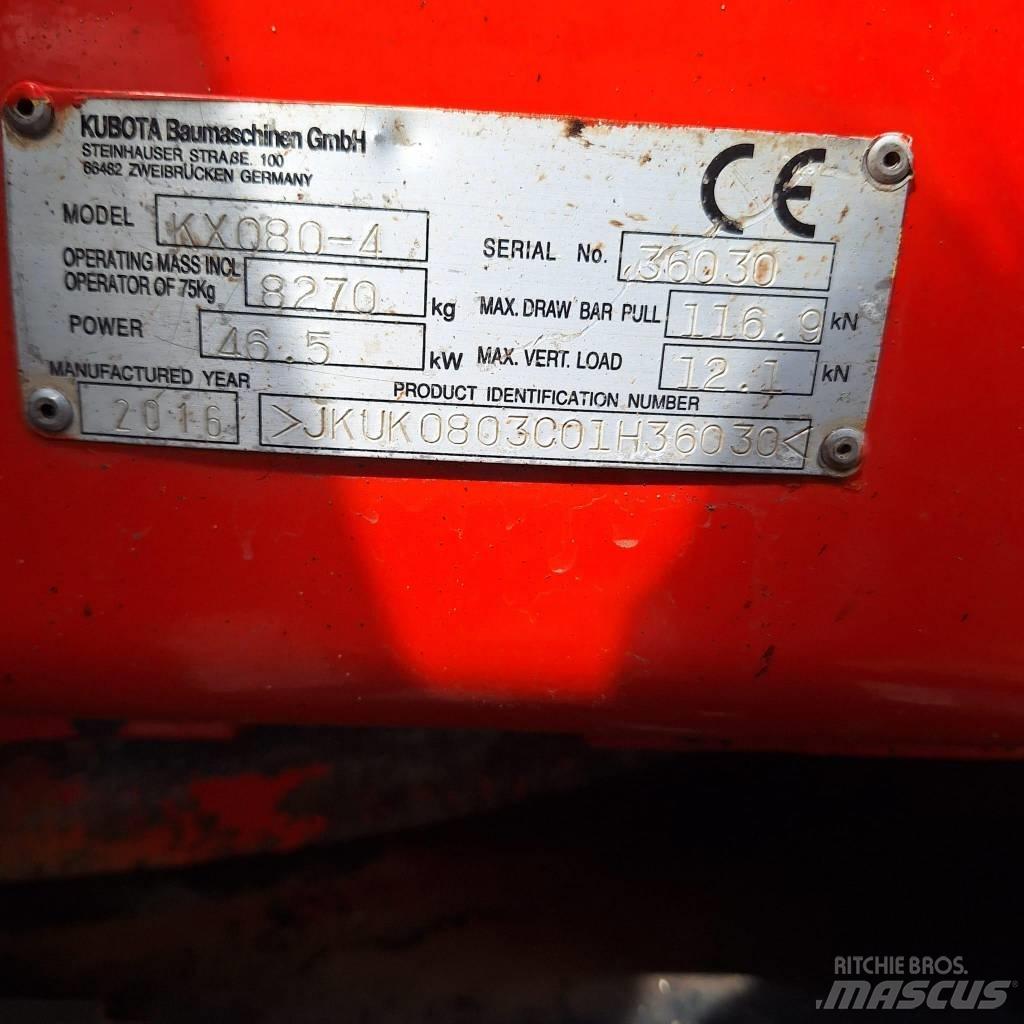 KUBOTA Baumaschinen GmbH
STEINHAUSER STRAßE. 100
66482 ZWEIBRÜCKEN GERMANY
CE
MODEL KX080-4
SERIAL No. 36030
OPERATING MASS INCL
OPERATOR OF 75Kg 8270 kg
MAX. DRAW BAR PULL 116.9 kN
POWER 46.5 kW
MAX. VERT. LOAD 12.1 kN
MANUFACTURED YEAR
2016
PRODUCT IDENTIFICATION NUMBER
>JKUK0803C01H36030<
RITCHIE BROS.
MASCUS